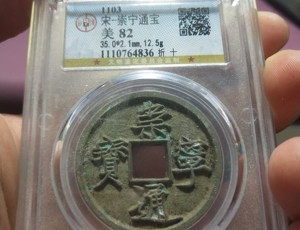 1103
宋-崇宁通宝
美 82
35.0*2.1mm,12.5g
1110764836 折十
崇
寧
通
寳